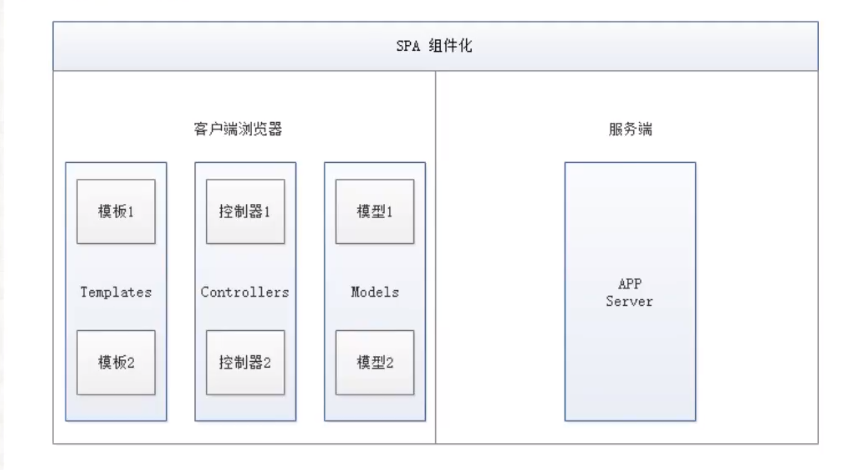 SPA 组件化
客户端浏览器
服务端
模板1
控制器1
模型1
Templates
Controllers
Models
APP
Server
模板2
控制器2
模型2